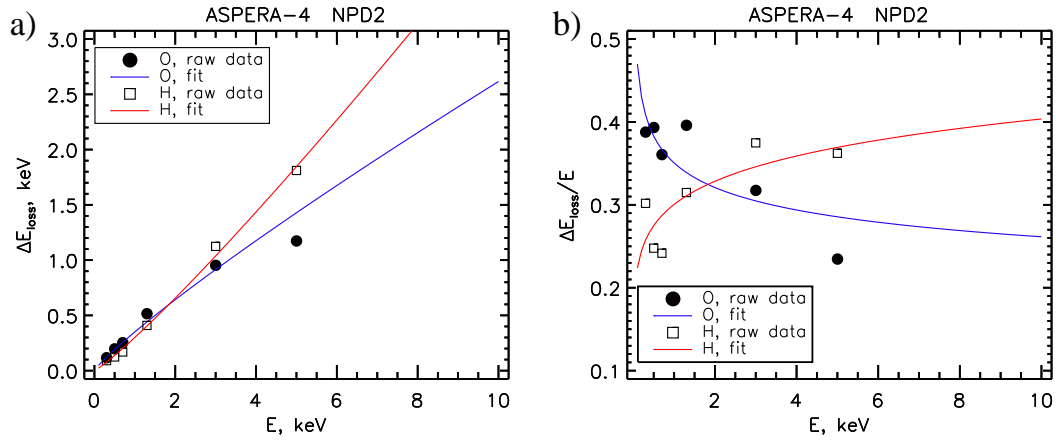 a)
ASPERA-4 NPD2
3.0
2.5
2.0
1.5
1.0
0.5
0.0
ΔE_loss, keV
O, raw data
O, fit
H, raw data
H, fit
0 2 4 6 8 10
E, keV
b)
ASPERA-4 NPD2
0.5
0.4
0.3
0.2
0.1
ΔE_loss/E
O, raw data
O, fit
H, raw data
H, fit
2 4 6 8 10
E, keV